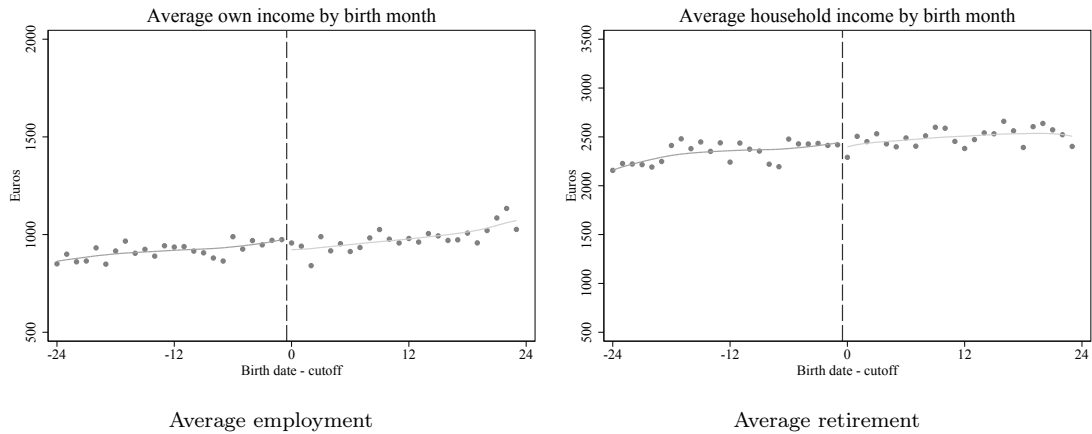 Average own income by birth month
2000
1500
1000
500
Euros
-24 -12 0 12 24
Birth date - cutoff
Average household income by birth month
3500
3000
2500
2000
1500
1000
500
Euros
-24 -12 0 12 24
Birth date - cutoff
Average employment
Average retirement